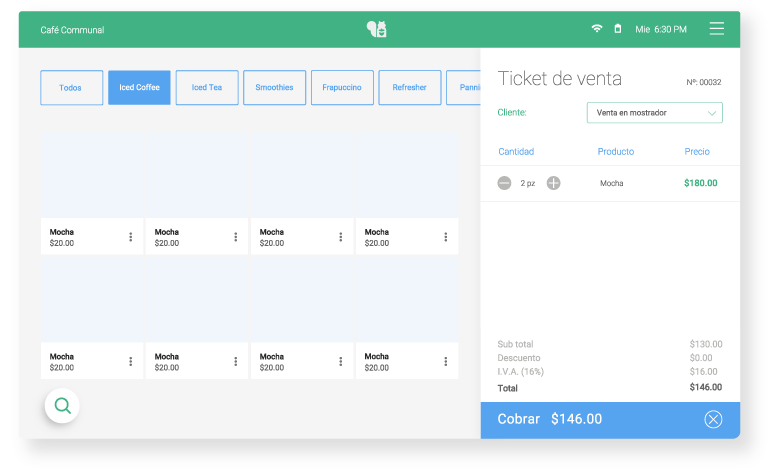 Café Communal
Mie 6:30 PM
Todos
Iced Coffee
Iced Tea
Smoothies
Frapuccino
Refresher
Panni
Ticket de venta
Nº: 00032
Cliente:
Venta en mostrador
Cantidad Producto Precio
2 pz Mocha $180.00
Mocha Mocha Mocha Mocha
$20.00 $20.00 $20.00 $20.00
Mocha Mocha Mocha Mocha
$20.00 $20.00 $20.00 $20.00
Sub total $130.00
Descuento $0.00
I.V.A. (16%) $16.00
Total $146.00
Cobrar $146.00